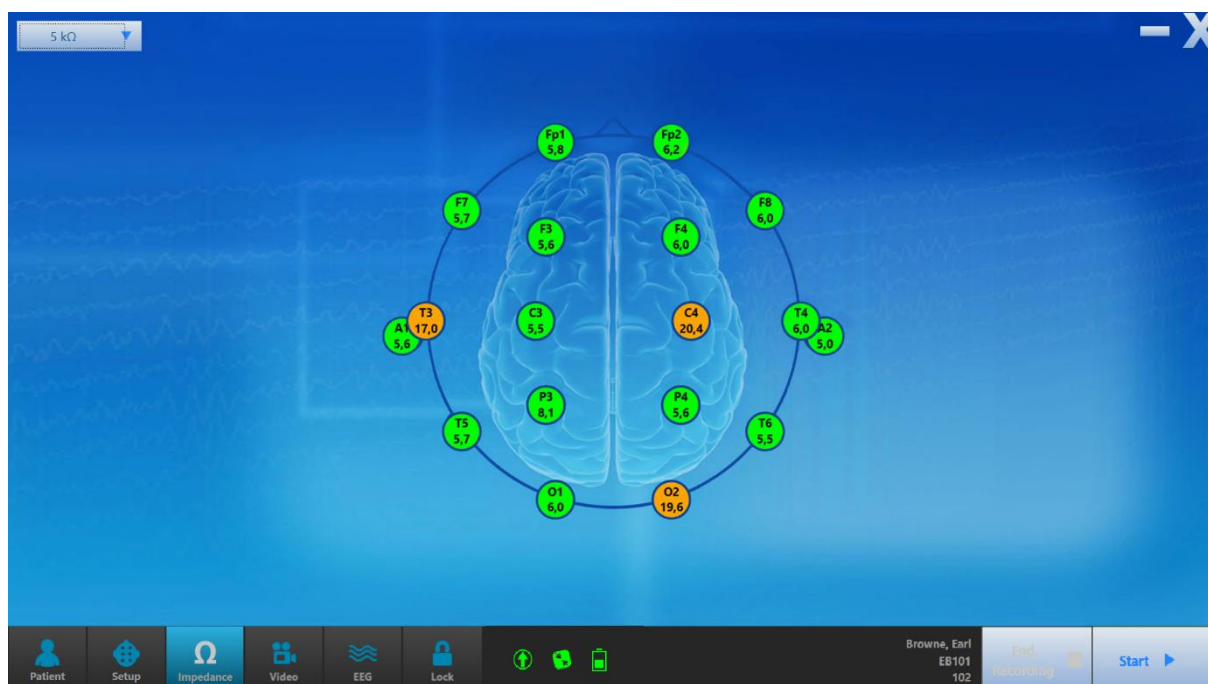 5 kΩ
X
Fp1
5,8
Fp2
6,2
F7
5,7
F8
6,0
F3
5,6
F4
6,0
A1
5,6
T3
17,0
C3
5,5
C4
20,4
T4
6,0
A2
5,0
P3
8,1
P4
5,6
T5
5,7
T6
5,5
O1
6,0
O2
19,6
Patient
Setup
Ω
Impedance
Video
EEG
Lock
Browne, Earl
EB101
102
End
Recording
Start